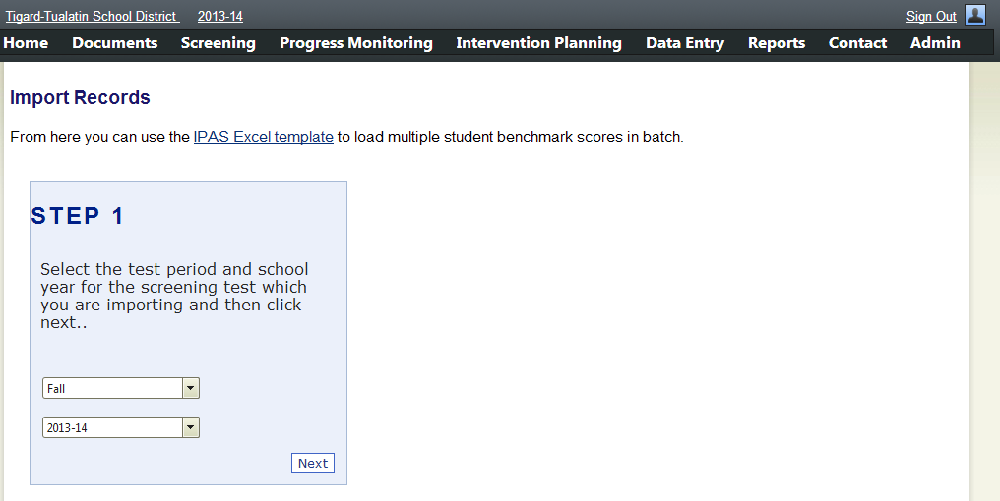 Tigard-Tualatin School District 2013-14 Sign Out
Home Documents Screening Progress Monitoring Intervention Planning Data Entry Reports Contact Admin
Import Records
From here you can use the IPAS Excel template to load multiple student benchmark scores in batch.
STEP 1
Select the test period and school
year for the screening test which
you are importing and then click
next..
Fall
2013-14
Next